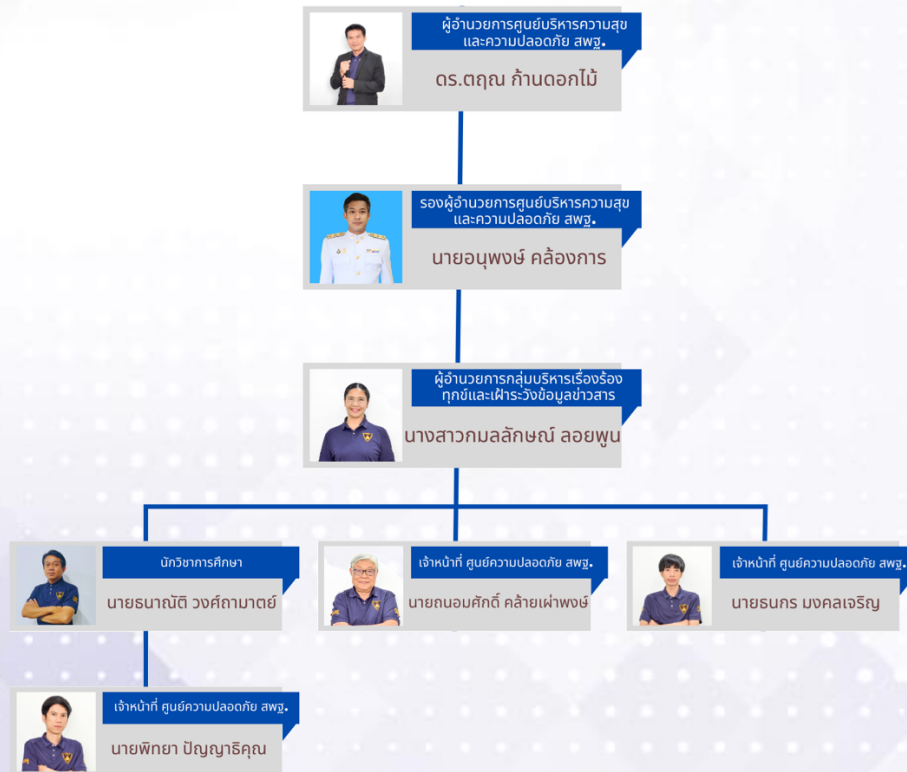 ผู้อำนวยการศูนย์บริหารความสุข
และความปลอดภัย สพฐ.
ดร.ตฤณ ก้านดอกไม้
รองผู้อำนวยการศูนย์บริหารความสุข
และความปลอดภัย สพฐ.
นายอนุพงษ์ คล้องการ
ผู้อำนวยการกลุ่มบริหารเรื่องร้อง
ทุกข์และเฝ้าระวังข้อมูลข่าวสาร
นางสาวกมลลักษณ์ ลอยพูน
นักวิชาการศึกษา
นายธนาณัติ วงศ์ถามาตย์
เจ้าหน้าที่ ศูนย์ความปลอดภัย สพฐ.
นายถนอมศักดิ์ คล้ายเผ่าพงษ์
เจ้าหน้าที่ ศูนย์ความปลอดภัย สพฐ.
นายธนกร มงคลเจริญ
เจ้าหน้าที่ ศูนย์ความปลอดภัย สพฐ.
นายพิทยา ปัญญาธิคุณ